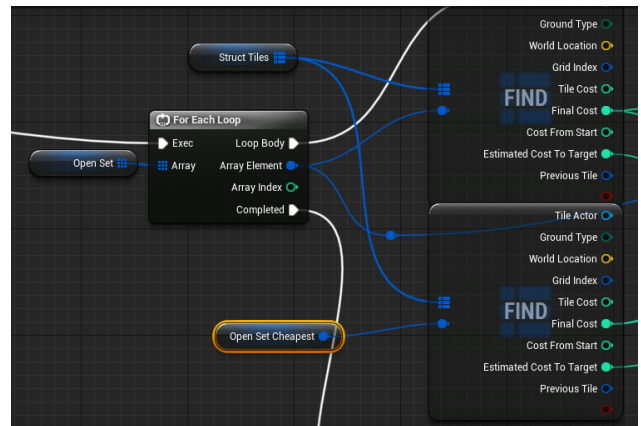 Ground Type
World Location
Struct Tiles
Grid Index
Tile Cost
FIND
Final Cost
For Each Loop
Cost From Start
Exec
Loop Body
Estimated Cost To Target
Open Set
Array
Array Element
Previous Tile
Array Index
Completed
Tile Actor
Ground Type
World Location
Grid Index
Tile Cost
FIND
Final Cost
Open Set Cheapest
Cost From Start
Estimated Cost To Target
Previous Tile